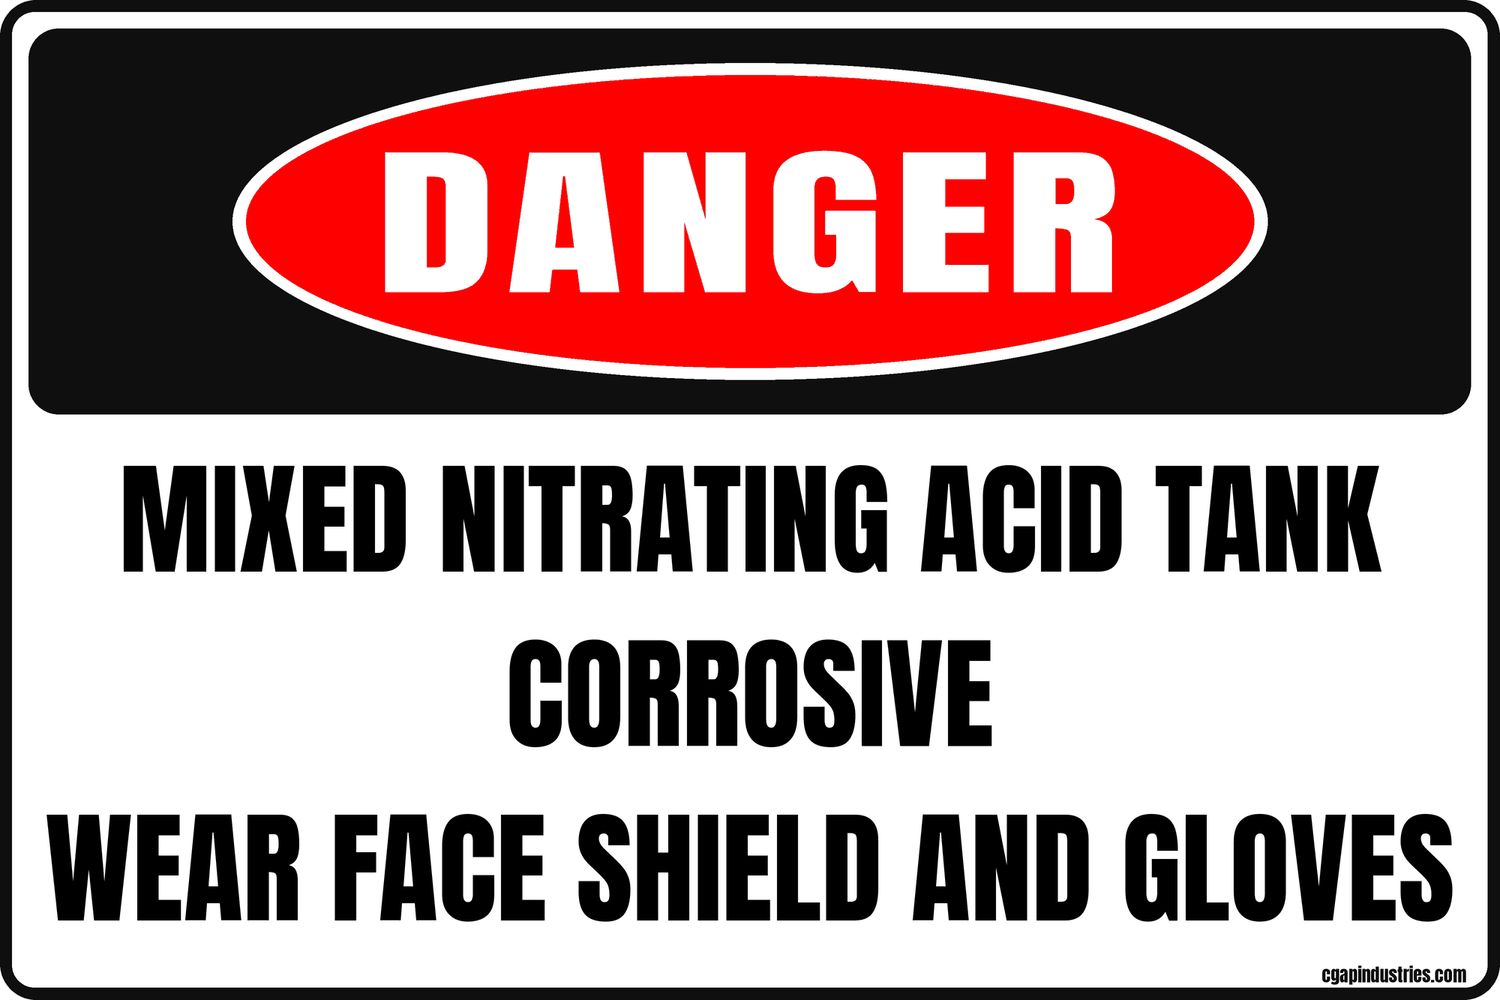 DANGER
MIXED NITRATING ACID TANK
CORROSIVE
WEAR FACE SHIELD AND GLOVES
cgapindustries.com